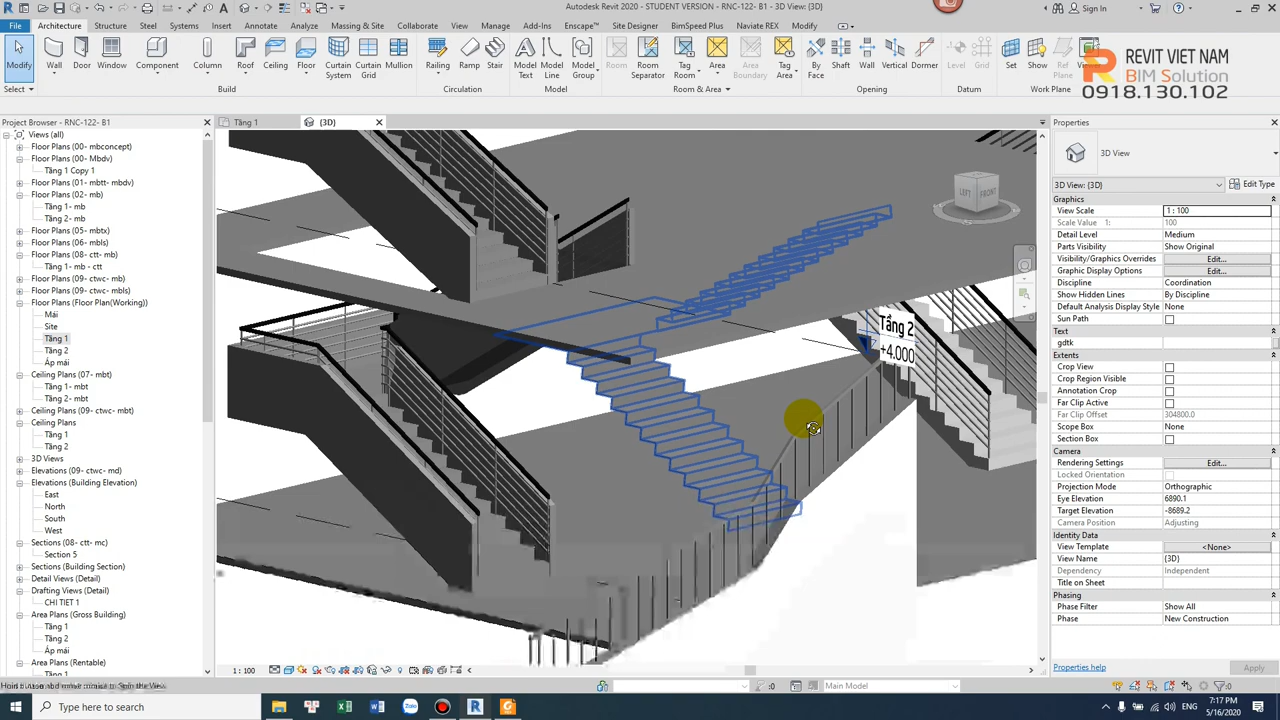 Autodesk Revit 2020 - STUDENT VERSION - RNC-122- B1 - 3D View: {3D}
Sign In
File Architecture Structure Steel Systems Insert Annotate Analyze Massing & Site Collaborate View Manage Add-Ins Enscape™ Site Designer BimSpeed Plus Naviate REX Modify
Modify Wall Door Window Component Column Roof Ceiling Floor Curtain System Curtain Grid Mullion Railing Ramp Stair Model Text Model Line Model Group Room Room Separator Tag Room Area Area Boundary Tag Area By Face Shaft Wall Vertical Dormer Level Grid Set Show Ref Plane
Select Build Circulation Model Room & Area Opening Datum Work Plane
REVIT VIET NAM
BIM Solution
0918.130.102
Project Browser - RNC-122- B1
Tầng 1
{3D}
Views (all)
Floor Plans (00- mbconcept)
Floor Plans (00- Mbdv)
Tầng 1 Copy 1
Floor Plans (01- mbtt- mbdv)
Floor Plans (02- mb)
Tầng 1- mb
Tầng 2- mb
Floor Plans (05- mbtx)
Floor Plans (06- mbls)
Floor Plans (08- ctt- mb)
Tầng 1- mb - ctt
Floor Plans (09- ctwc- mb)
Floor Plans (09- ctwc- mbls)
Floor Plans (Floor Plan(Working))
Mái
Site
Tầng 1
Tầng 2
Áp mái
Ceiling Plans (07- mbt)
Tầng 1- mbt
Tầng 2- mbt
Ceiling Plans (09- ctwc- mbt)
Ceiling Plans
Tầng 1
Tầng 2
3D Views
Elevations (09- ctwc- md)
Elevations (Building Elevation)
East
North
South
West
Sections (08- ctt- mc)
Section 5
Sections (Building Section)
Detail Views (Detail)
Drafting Views (Detail)
CHI TIET 1
Area Plans (Gross Building)
Tầng 1
Tầng 2
Áp mái
Area Plans (Rentable)
Tầng 1
LEFT FRONT
Tầng 2
+4.000
Properties
3D View
3D View: {3D} Edit Type
Graphics
View Scale 1 : 100
Scale Value 1: 100
Detail Level Medium
Parts Visibility Show Original
Visibility/Graphics Overrides Edit...
Graphic Display Options Edit...
Discipline Coordination
Show Hidden Lines By Discipline
Default Analysis Display Style None
Sun Path
Text
gdtk
Extents
Crop View
Crop Region Visible
Annotation Crop
Far Clip Active
Far Clip Offset 304800.0
Scope Box None
Section Box
Camera
Rendering Settings Edit...
Locked Orientation
Projection Mode Orthographic
Eye Elevation 6890.1
Target Elevation -8689.2
Camera Position Adjusting
Identity Data
View Template <None>
View Name {3D}
Dependency Independent
Title on Sheet
Phasing
Phase Filter Show All
Phase New Construction
Properties help Apply
1 : 100
:0 Main Model :0
Type here to search
ENG
7:17 PM
5/16/2020